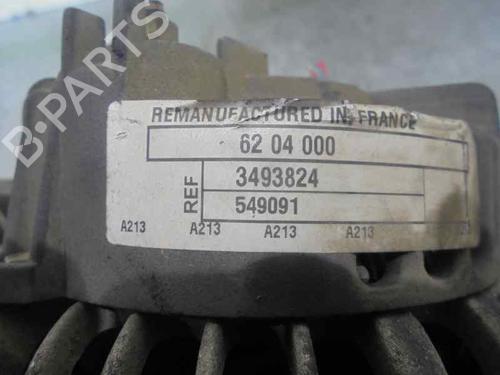 B-PARTS
REMANUFACTURED IN FRANCE
62 04 000
REF
3493824
549091
A213 A213 A213 A213